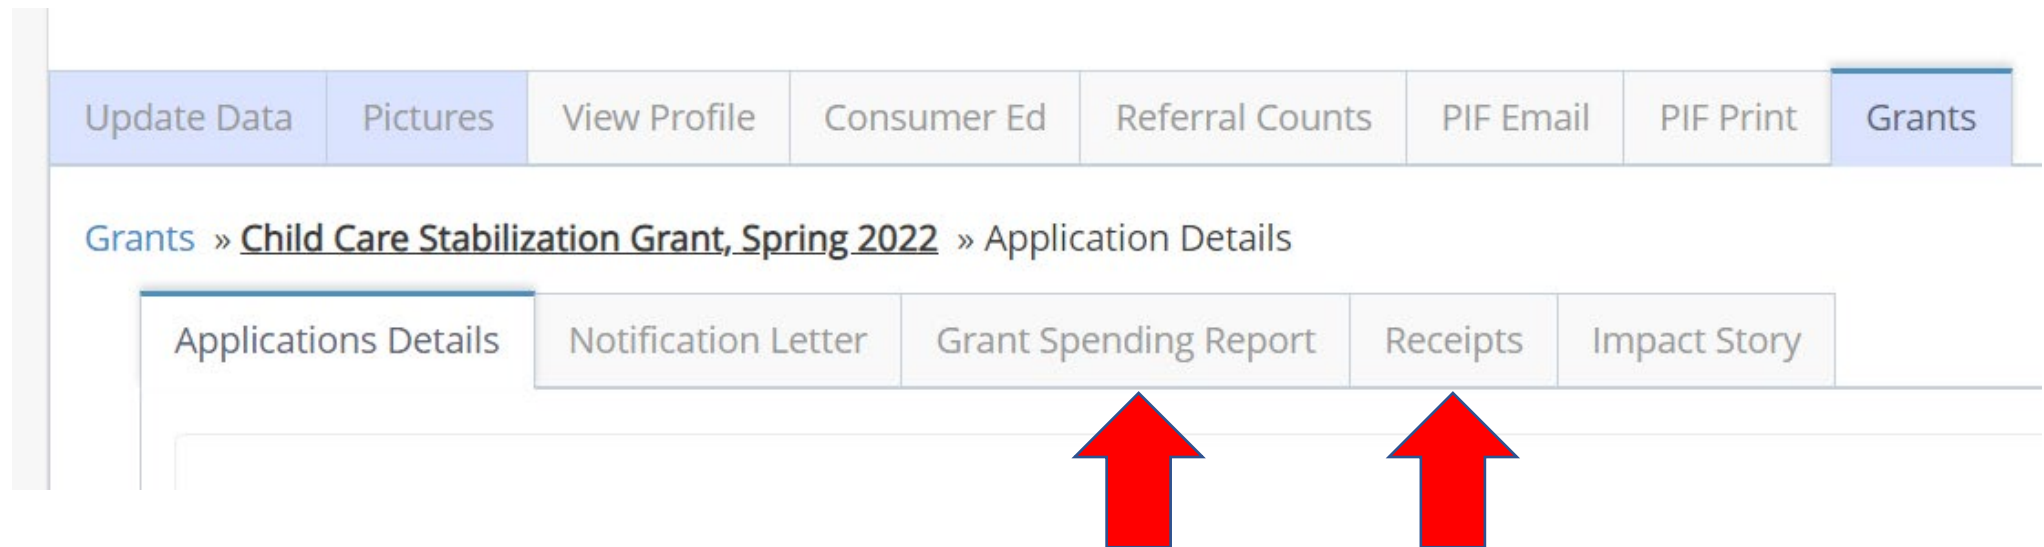 Update Data Pictures View Profile Consumer Ed Referral Counts PIF Email PIF Print Grants
Grants » Child Care Stabilization Grant, Spring 2022 » Application Details
Applications Details Notification Letter Grant Spending Report Receipts Impact Story